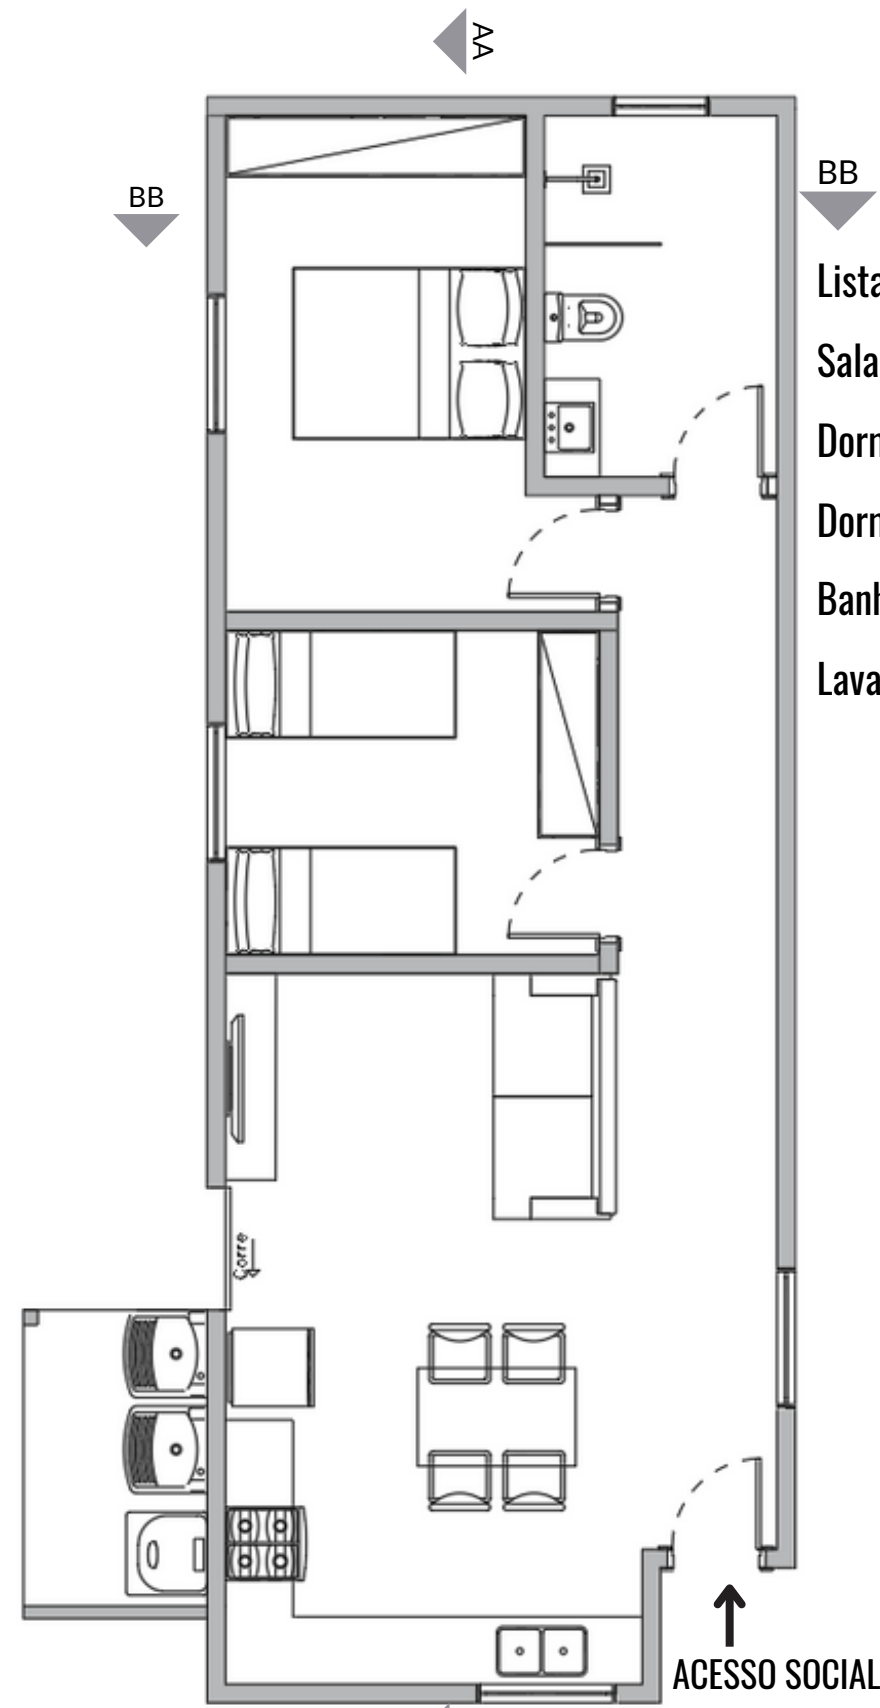 AA
BB
BB
Lista
Sala
Dorm
Dorm
Banh
Lava
Corre
ACESSO SOCIAL